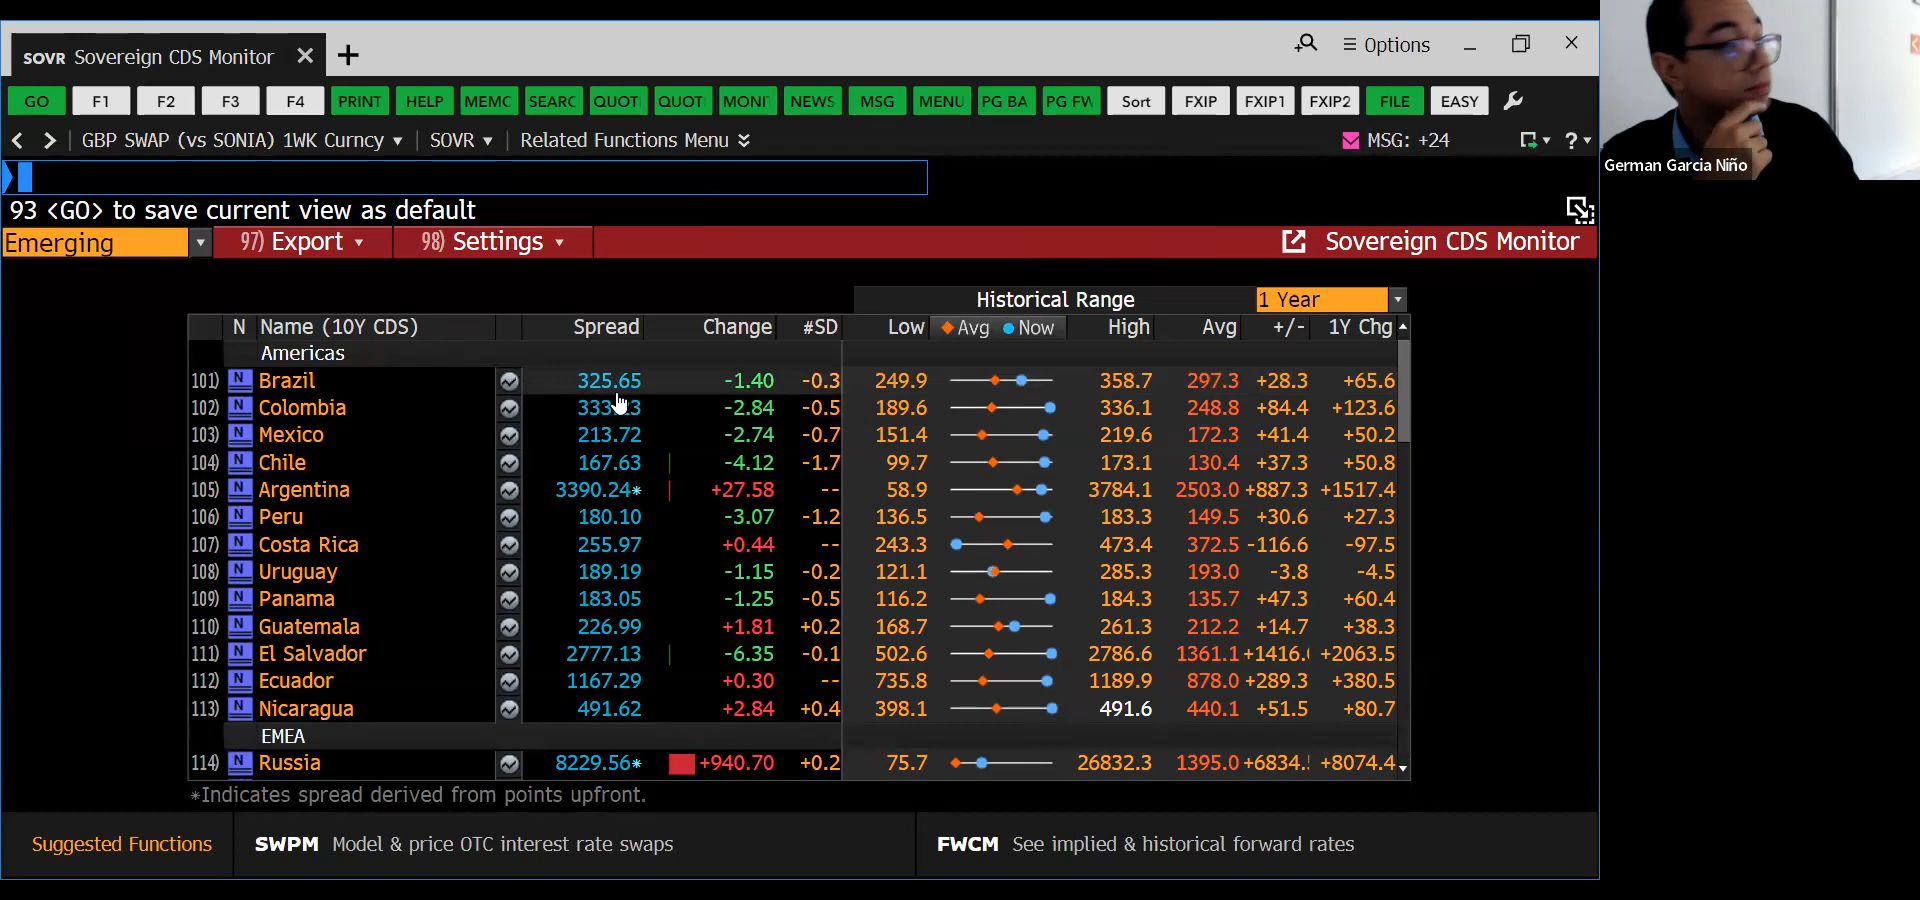 SOVR Sovereign CDS Monitor
Options
GO F1 F2 F3 F4 PRINT HELP MEMC SEARC QUOT QUOT MONI NEWS MSG MENU PG BA PG FW Sort FXIP FXIP1 FXIP2 FILE EASY
GBP SWAP (vs SONIA) 1WK Curncy SOVR Related Functions Menu MSG: +24 ?
German Garcia Niño
93 <GO> to save current view as default
Emerging 97) Export 98) Settings Sovereign CDS Monitor
Historical Range 1 Year
N Name (10Y CDS) Spread Change #SD Low Avg Now High Avg +/- 1Y Chg
Americas
101) N Brazil 325.65 -1.40 -0.3 249.9 358.7 297.3 +28.3 +65.6
102) N Colombia -2.84 -0.5 189.6 336.1 248.8 +84.4 +123.6
103) N Mexico 213.72 -2.74 -0.7 151.4 219.6 172.3 +41.4 +50.2
104) N Chile 167.63 -4.12 -1.7 99.7 173.1 130.4 +37.3 +50.8
105) N Argentina 3390.24* +27.58 -- 58.9 3784.1 2503.0 +887.3 +1517.4
106) N Peru 180.10 -3.07 -1.2 136.5 183.3 149.5 +30.6 +27.3
107) N Costa Rica 255.97 +0.44 -- 243.3 473.4 372.5 -116.6 -97.5
108) N Uruguay 189.19 -1.15 -0.2 121.1 285.3 193.0 -3.8 -4.5
109) N Panama 183.05 -1.25 -0.5 116.2 184.3 135.7 +47.3 +60.4
110) N Guatemala 226.99 +1.81 +0.2 168.7 261.3 212.2 +14.7 +38.3
111) N El Salvador 2777.13 -6.35 -0.1 502.6 2786.6 1361.1 +1416. +2063.5
112) N Ecuador 1167.29 +0.30 -- 735.8 1189.9 878.0 +289.3 +380.5
113) N Nicaragua 491.62 +2.84 +0.4 398.1 491.6 440.1 +51.5 +80.7
EMEA
114) N Russia 8229.56* +940.70 +0.2 75.7 26832.3 1395.0 +6834. +8074.4
*Indicates spread derived from points upfront.
Suggested Functions SWPM Model & price OTC interest rate swaps FWCM See implied & historical forward rates